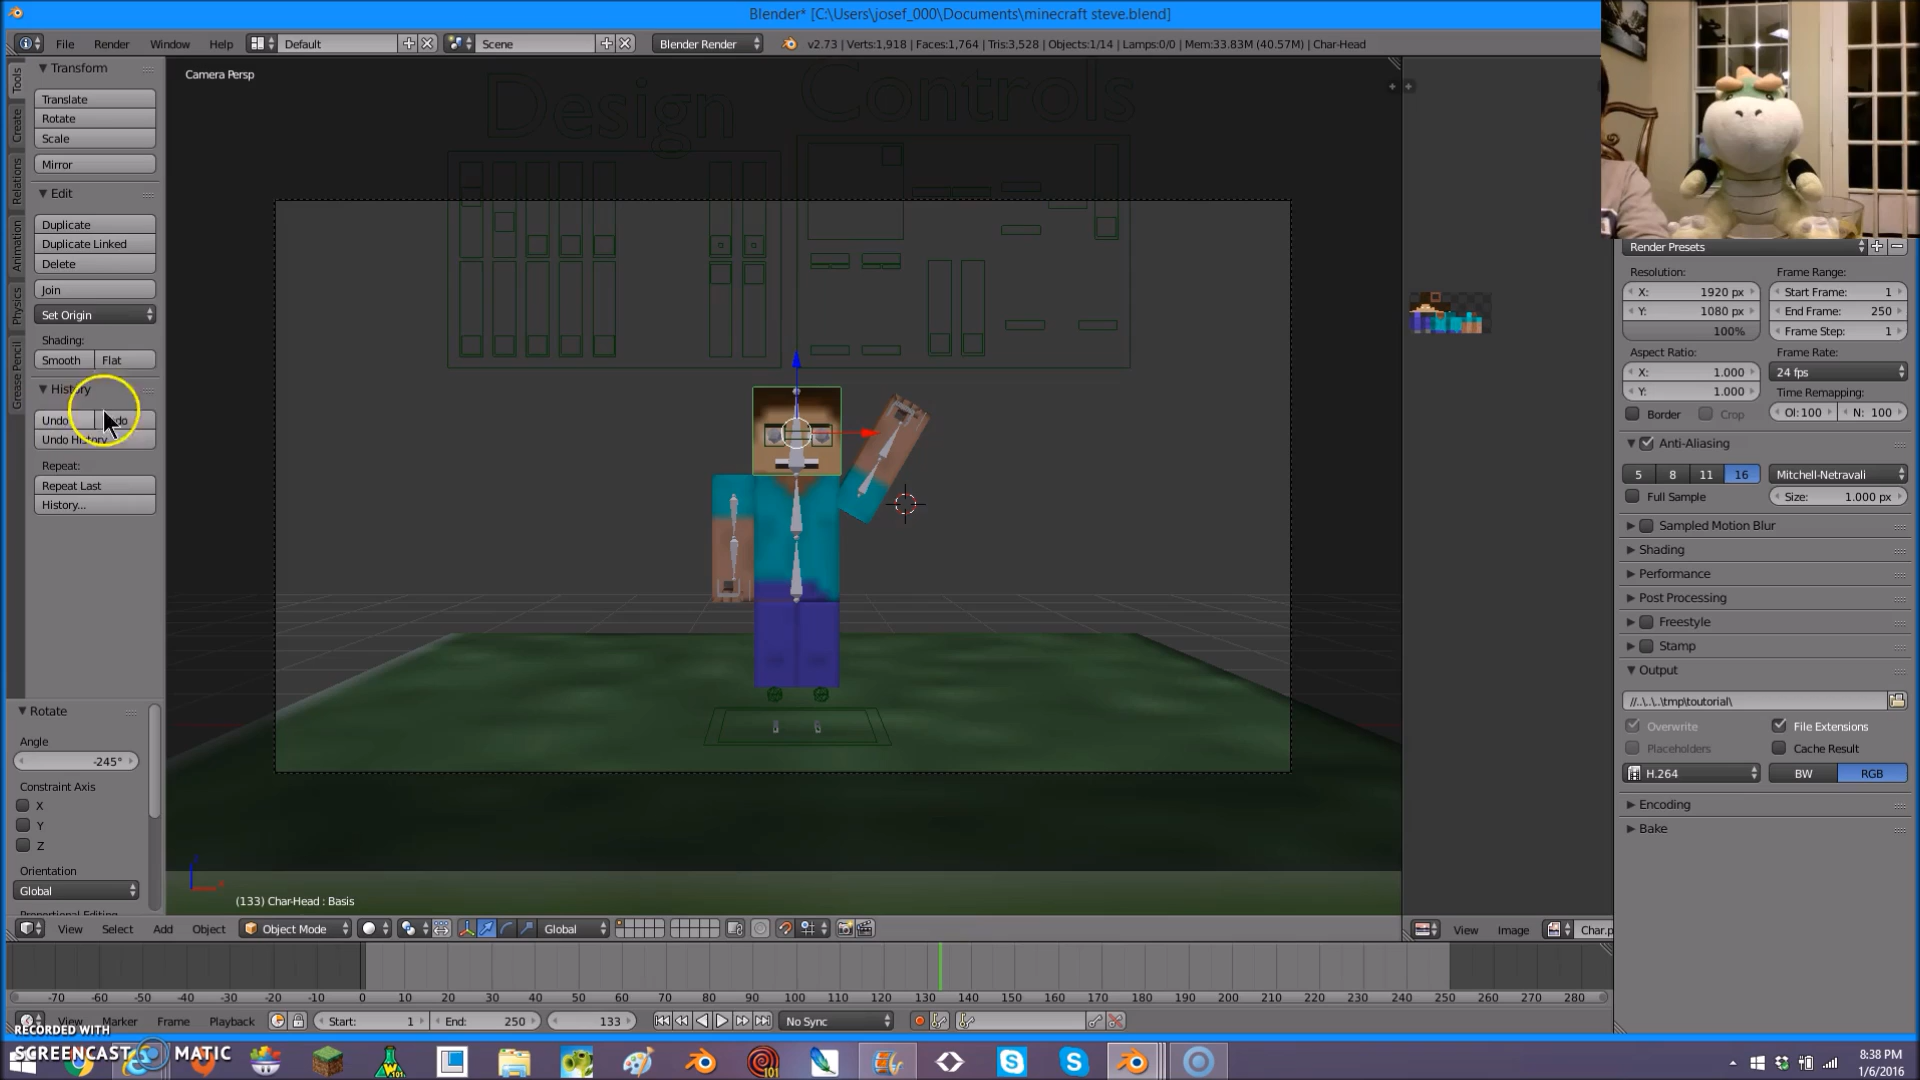 Blender* [C:\Users\josef_000\Documents\minecraft steve.blend]
File Render Window Help Default Scene Blender Render v2.73 | Verts:1,918 | Faces:1,764 | Tris:3,528 | Objects:1/14 | Lamps:0/0 | Mem:33.83M (40.57M) | Char-Head
Tools
Create
Relations
Animation
Physics
Grease Pencil
Transform
Translate
Rotate
Scale
Mirror
Edit
Duplicate
Duplicate Linked
Delete
Join
Set Origin
Shading:
Smooth Flat
History
Undo
Undo History
Repeat:
Repeat Last
History...
Rotate
Angle
-245°
Constraint Axis
X
Y
Z
Orientation
Global
Camera Persp
Design Controls
(133) Char-Head : Basis
View Select Add Object Object Mode Global
View Image Char.p
Render Presets
Resolution: Frame Range:
X: 1920 px Start Frame: 1
Y: 1080 px End Frame: 250
100% Frame Step: 1
Aspect Ratio: Frame Rate:
X: 1.000 24 fps
Y: 1.000 Time Remapping:
Border Crop Ol:100 N: 100
Anti-Aliasing
5 8 11 16 Mitchell-Netravali
Full Sample Size: 1.000 px
Sampled Motion Blur
Shading
Performance
Post Processing
Freestyle
Stamp
Output
//..\..\..\tmp\toutorial\
Overwrite File Extensions
Placeholders Cache Result
H.264 BW RGB
Encoding
Bake
-70 -60 -50 -40 -30 -20 -10 0 10 20 30 40 50 60 70 80 90 100 110 120 130 140 150 160 170 180 190 200 210 220 230 240 250 260 270 280
View Marker Frame Playback Start: 1 End: 250 133 No Sync
RECORDED WITH
SCREENCAST MATIC
8:38 PM
1/6/2016